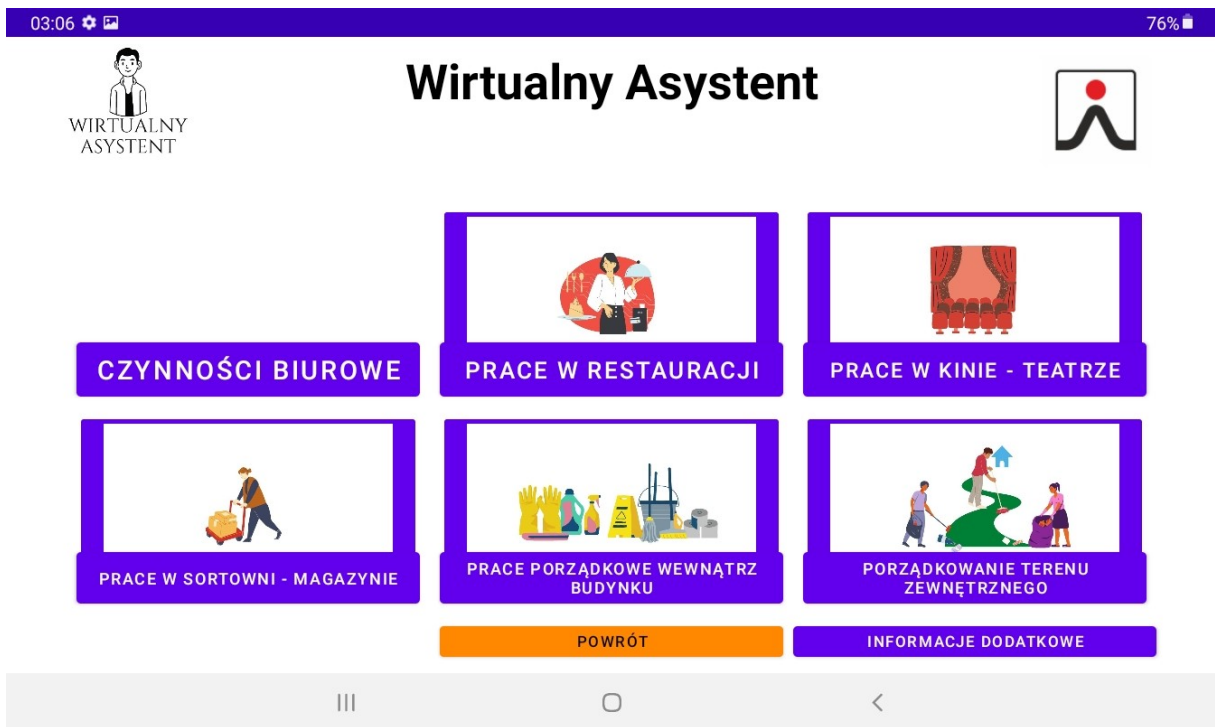 03:06
76%
WIRTUALNY
ASYSTENT
Wirtualny Asystent
CZYNNOŚCI BIUROWE
PRACE W RESTAURACJI
PRACE W KINIE - TEATRZE
PRACE W SORTOWNI - MAGAZYNIE
PRACE PORZĄDKOWE WEWNĄTRZ
BUDYNKU
PORZĄDKOWANIE TERENU
ZEWNĘTRZNEGO
POWRÓT
INFORMACJE DODATKOWE